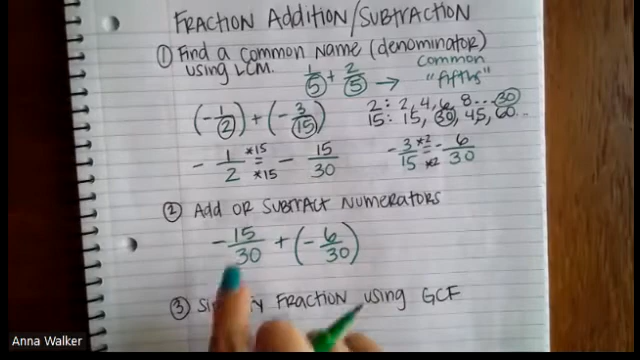 FRACTION ADDITION/SUBTRACTION
① Find a common name (denominator)
using LCM.
1/5 + 2/5 → common "fifths"
(-1/2) + (-3/15)
2: 2, 4, 6, 8... 30
15: 15, 30, 45, 60...
- 1/2 *15 = *15 - 15/30
- 3/15 *2 = *2 - 6/30
② Add OR SUBTRACT NUMERATORS
- 15/30 + (- 6/30)
③ FRACTION using GCF
Anna Walker